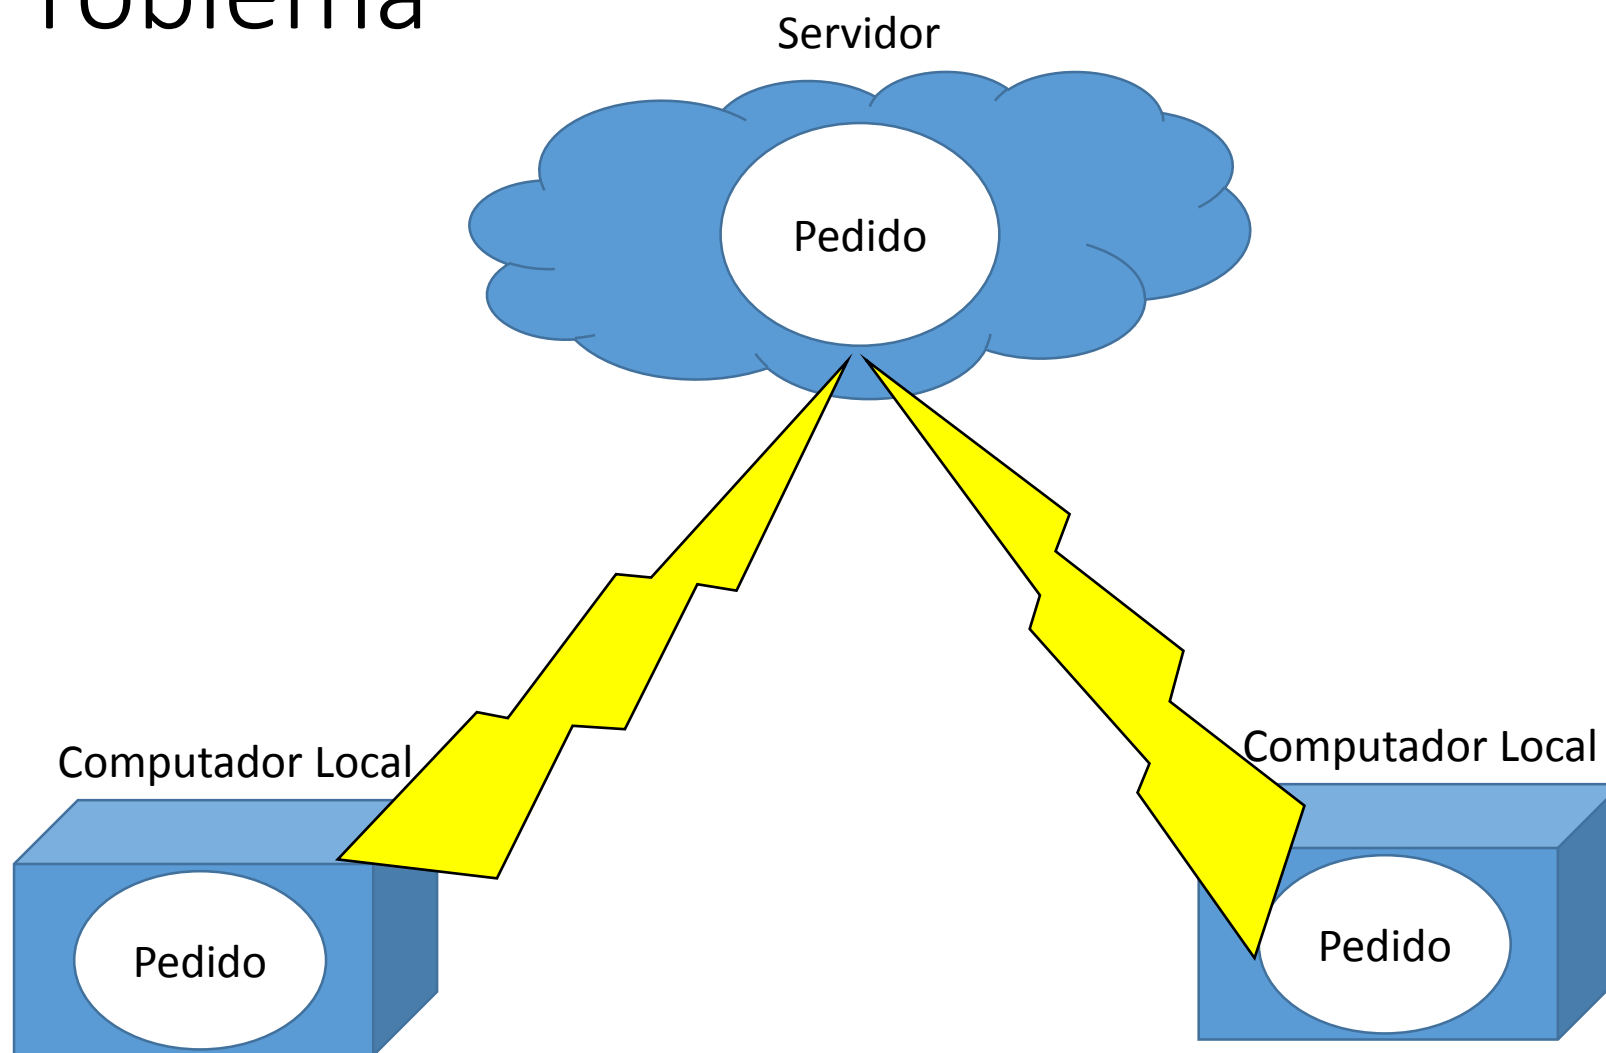 roblema
Servidor
Pedido
Computador Local
Computador Local
Pedido
Pedido